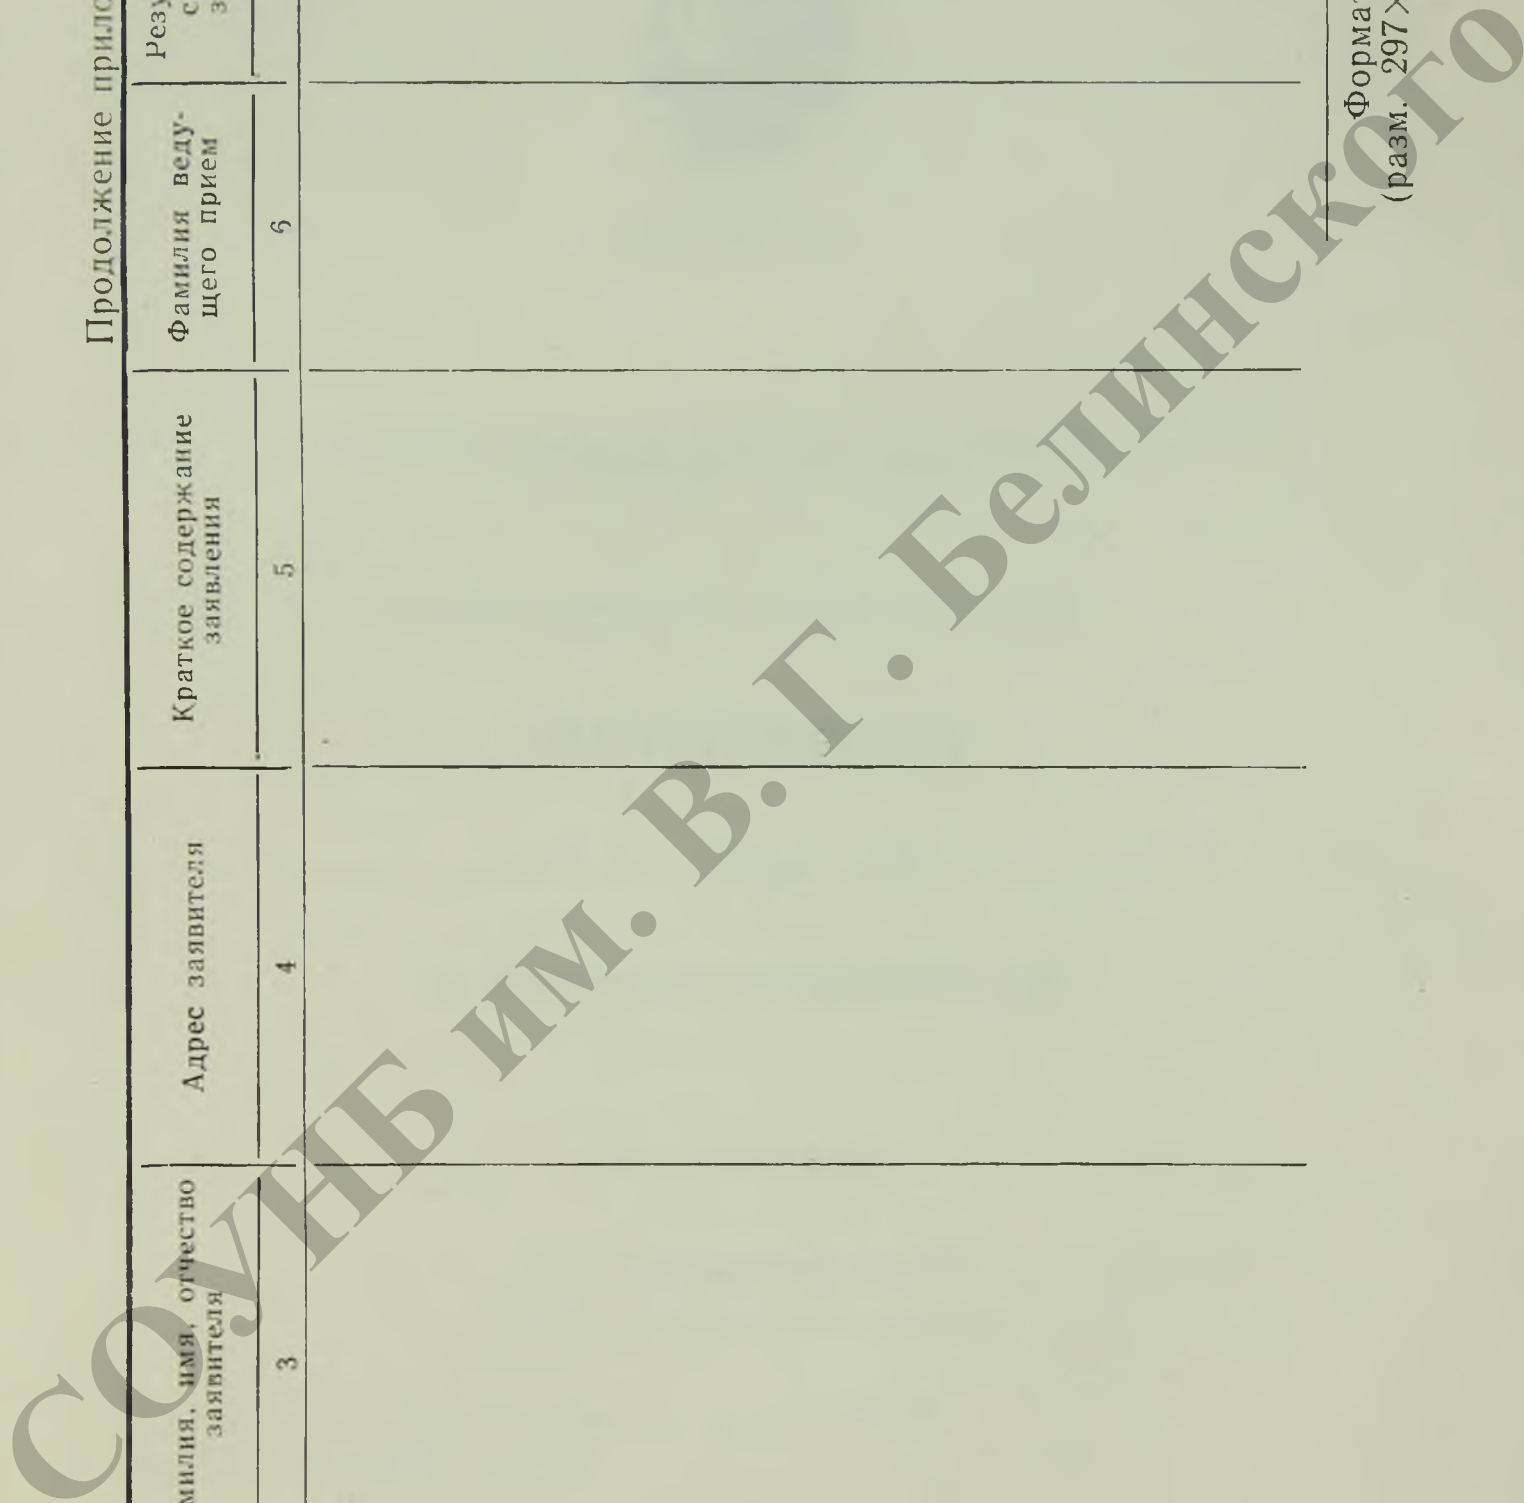 Продолжение прило
милия, имя, отчество
заявителя
Адрес заявителя
Краткое содержание
заявления
Фамилия веду-
щего прием
Резу
с
з
3
4
5
6
Форма
(разм. 297×
СОУНБ им. В. Г. Белинского